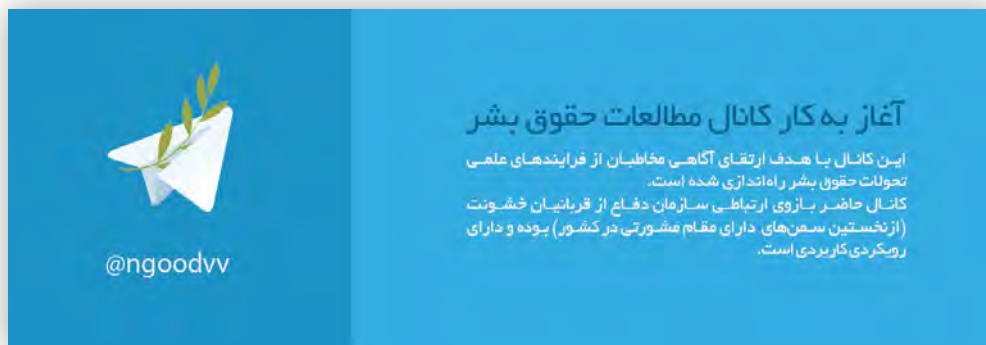 آغاز به کار کانال مطالعات حقوق بشر
این کانال با هدف ارتقای آگاهی مخاطبان از فرایندهای علمی
تحولات حقوق بشر راه‌اندازی شده است.
کانال حاضر بازوی ارتباطی سازمان دفاع از قربانیان خشونت
(ازنخستین سمن‌های دارای مقام مشورتی در کشور) بوده و دارای
رویکردی کاربردی است.
@ngoodvv